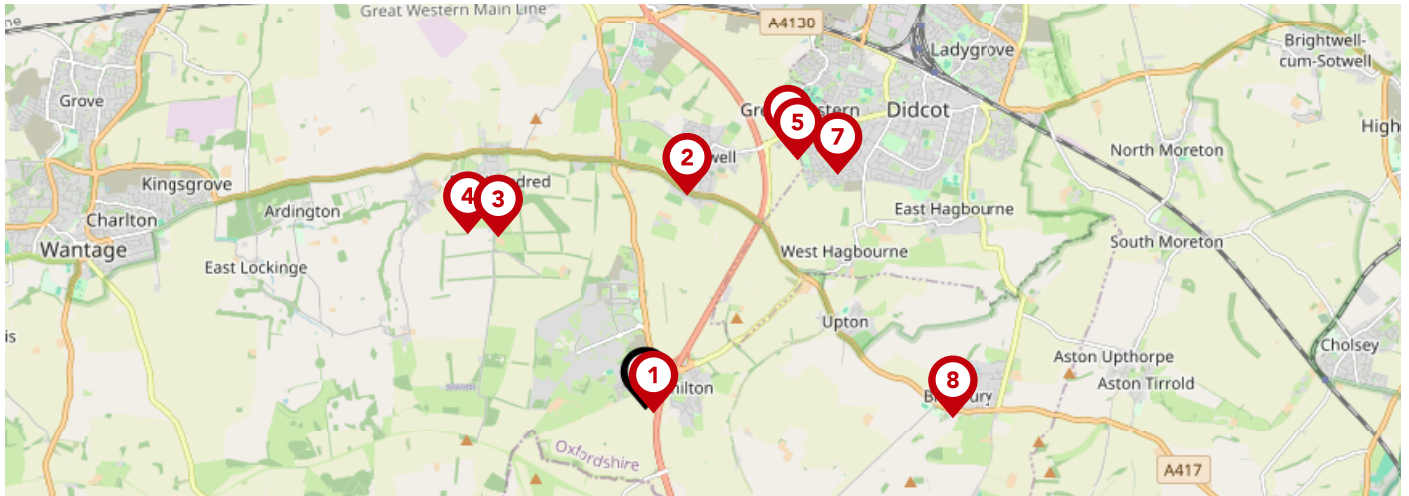 Great Western Main Line
A4130
Ladygrove
Brightwell-
cum-Sotwell
Grove
Didcot
5
7
High
2
North Moreton
Kingsgrove
4
3
Charlton
Ardington
East Hagbourne
Wantage
South Moreton
West Hagbourne
East Lockinge
Upton
is
Cholsey
Aston Upthorpe
1
8
Aston Tirrold
Oxfordshire
A417